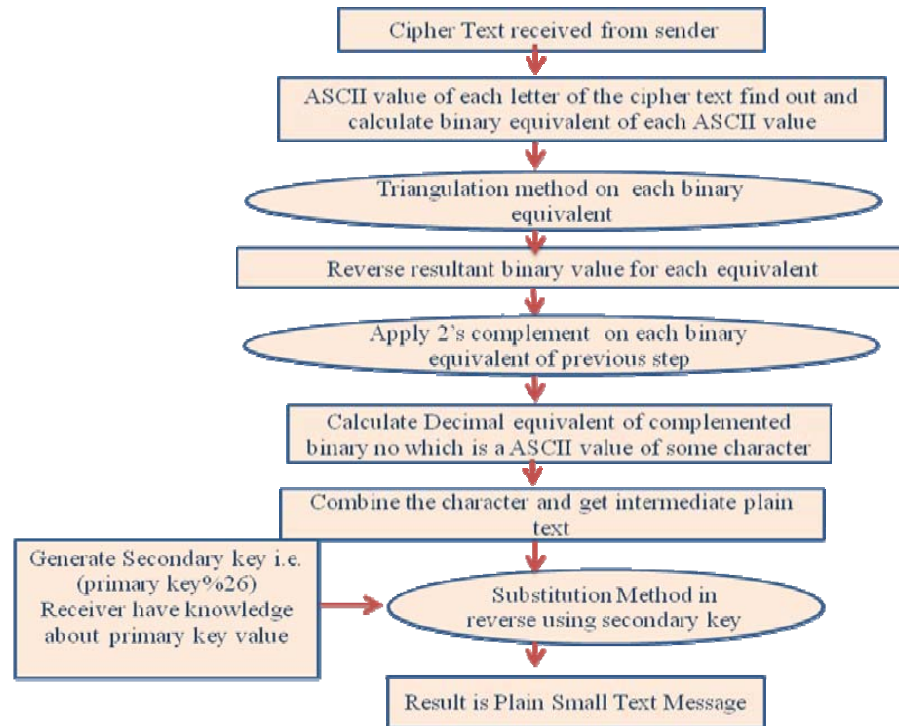 Cipher Text received from sender
ASCII value of each letter of the cipher text find out and
calculate binary equivalent of each ASCII value
Triangulation method on each binary
equivalent
Reverse resultant binary value for each equivalent
Apply 2's complement on each binary
equivalent of previous step
Calculate Decimal equivalent of complemented
binary no which is a ASCII value of some character
Combine the character and get intermediate plain
text
Generate Secondary key i.e.
(primary key%26)
Receiver have knowledge
about primary key value
Substitution Method in
reverse using secondary key
Result is Plain Small Text Message